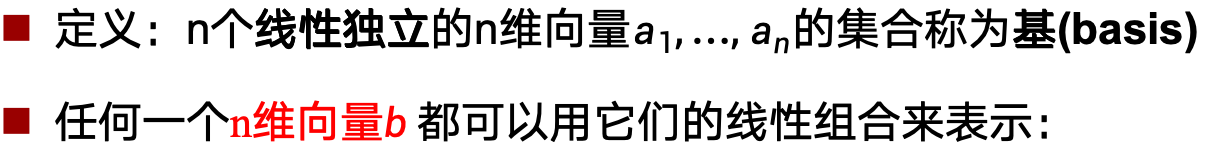 定义：n个线性独立的n维向量a₁, ..., aₙ的集合称为基(basis)
任何一个n维向量b 都可以用它们的线性组合来表示：